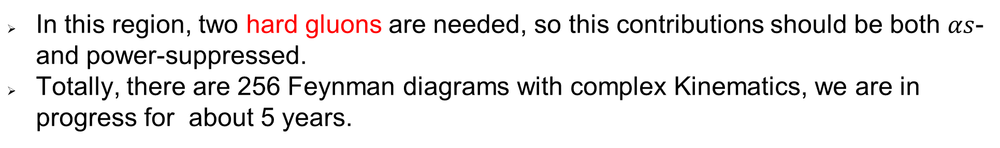 ➢ In this region, two hard gluons are needed, so this contributions should be both 𝛼𝑠-
and power-suppressed.
➢ Totally, there are 256 Feynman diagrams with complex Kinematics, we are in
progress for  about 5 years.